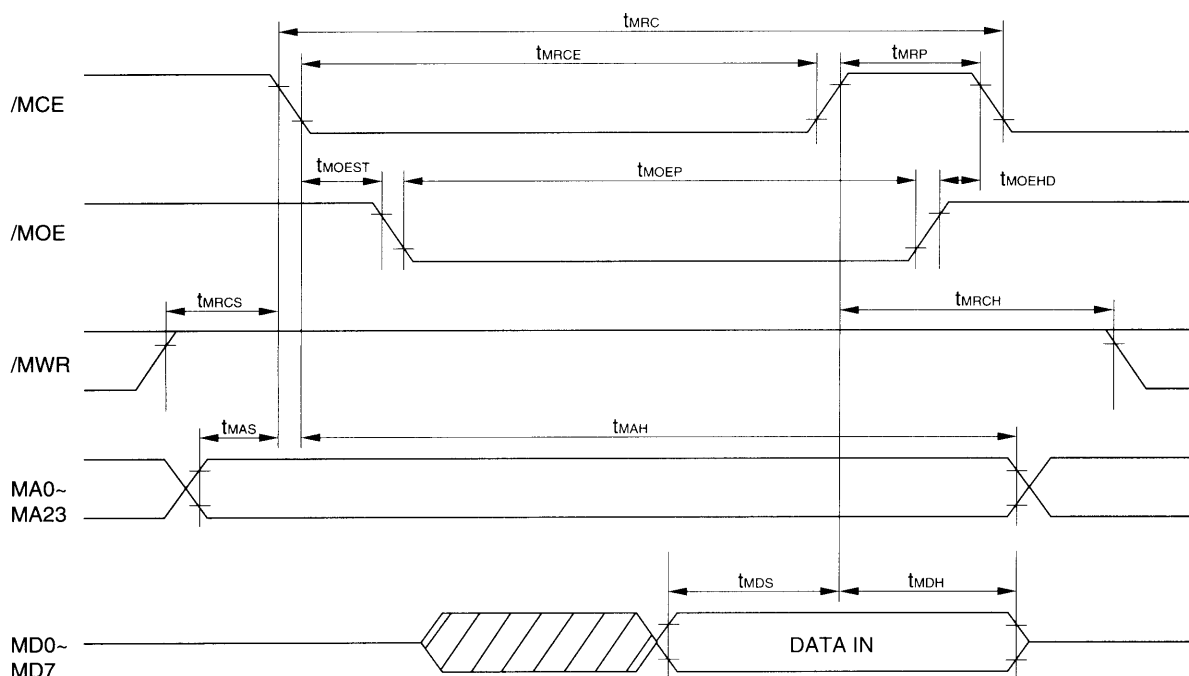 tMRC
tMRCE
tMRP
/MCE
tMOEST
tMOEP
tMOEHD
/MOE
tMRCS
tMRCH
/MWR
tMAS
tMAH
MA0~
MA23
tMDS
tMDH
MD0~
MD7
DATA IN